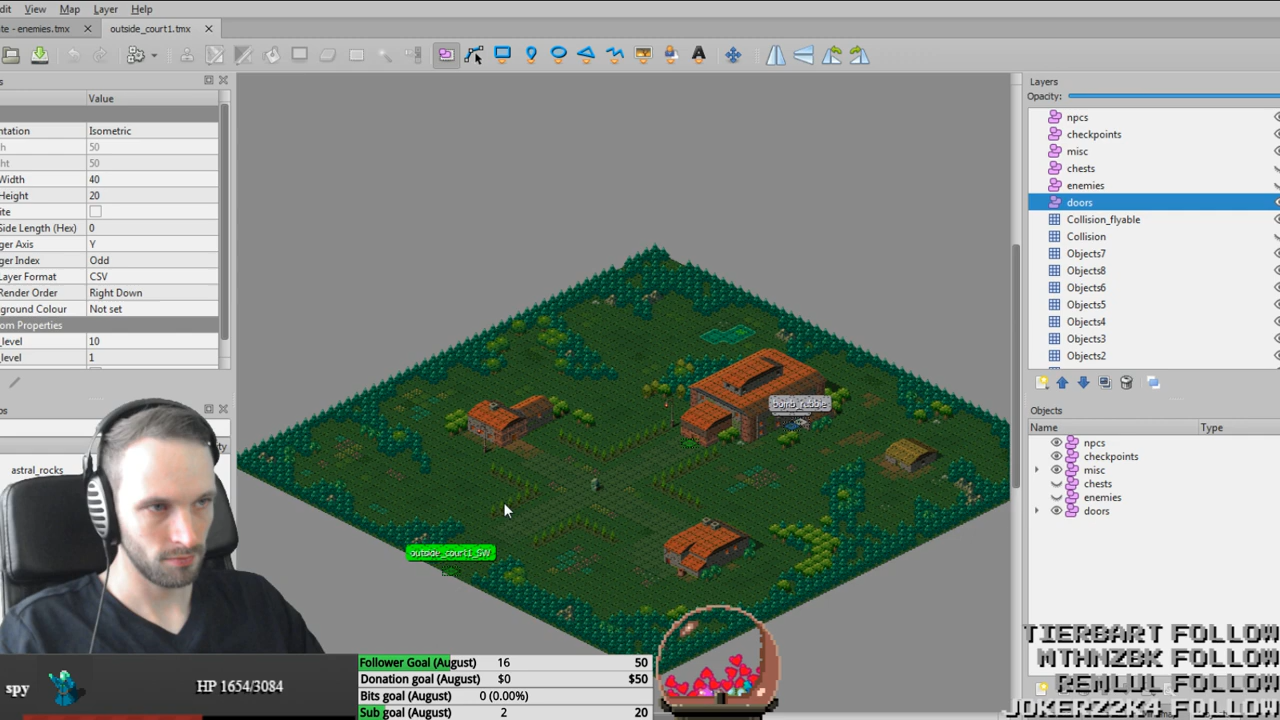 dit View Map Layer Help
te - enemies.tmx outside_court1.tmx
s
Value
ntation Isometric
th 50
ht 50
Width 40
Height 20
ite
Side Length (Hex) 0
ger Axis Y
ger Index Odd
Layer Format CSV
Render Order Right Down
ground Colour Not set
om Properties
_level 10
_level 1
astral_rocks
bomb_rubble
outside_court1_SW
Layers
Opacity:
npcs
checkpoints
misc
chests
enemies
doors
Collision_flyable
Collision
Objects7
Objects8
Objects6
Objects5
Objects4
Objects3
Objects2
Objects
Name Type
npcs
checkpoints
misc
chests
enemies
doors
TIERBART FOLLOW
MTHNZBK FOLLOW
REMLUL FOLLOW
JOKERZ2K4 FOLLOW
spy HP 1654/3084
Follower Goal (August) 16 50
Donation goal (August) $0 $50
Bits goal (August) 0 (0.00%)
Sub goal (August) 2 20